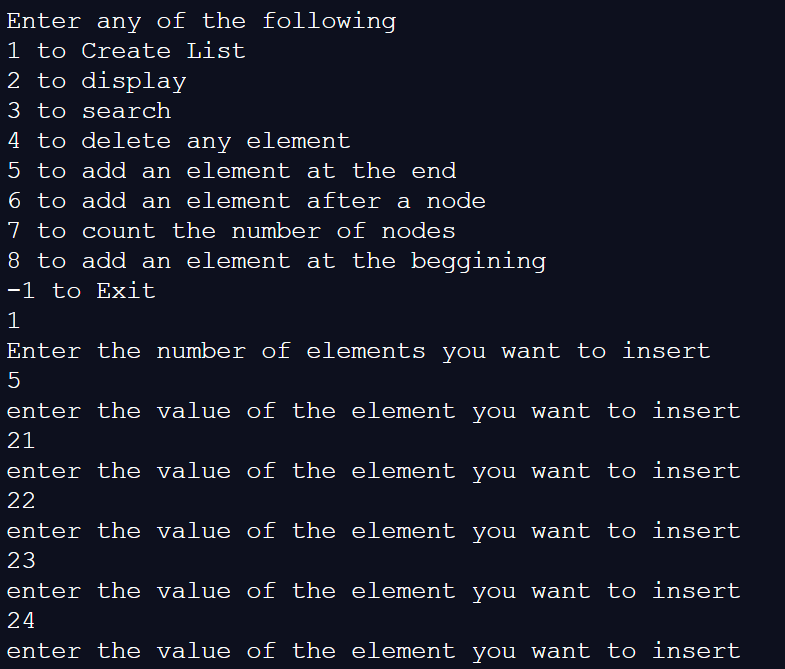 Enter any of the following
1 to Create List
2 to display
3 to search
4 to delete any element
5 to add an element at the end
6 to add an element after a node
7 to count the number of nodes
8 to add an element at the beggining
-1 to Exit
1
Enter the number of elements you want to insert
5
enter the value of the element you want to insert
21
enter the value of the element you want to insert
22
enter the value of the element you want to insert
23
enter the value of the element you want to insert
24
enter the value of the element you want to insert